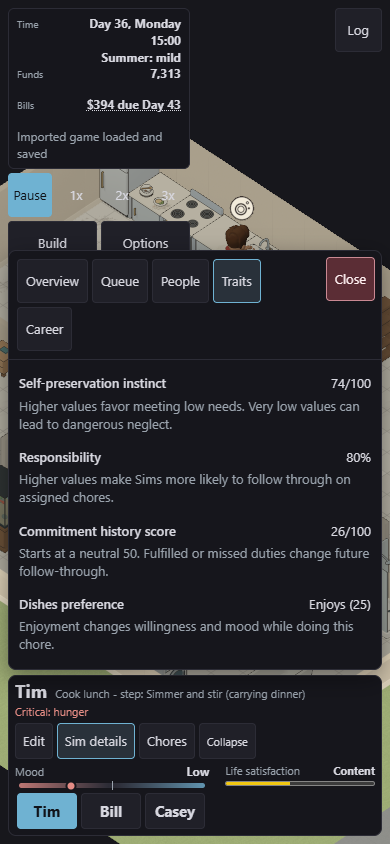 Time Day 36, Monday
15:00
Summer: mild
Funds 7,313
Bills $394 due Day 43
Imported game loaded and
saved
Log
Pause 1x 2x 3x
Build Options
Overview Queue People Traits Close
Career
Self-preservation instinct 74/100
Higher values favor meeting low needs. Very low values can
lead to dangerous neglect.
Responsibility 80%
Higher values make Sims more likely to follow through on
assigned chores.
Commitment history score 26/100
Starts at a neutral 50. Fulfilled or missed duties change future
follow-through.
Dishes preference Enjoys (25)
Enjoyment changes willingness and mood while doing this
chore.
Tim Cook lunch - step: Simmer and stir (carrying dinner)
Critical: hunger
Edit Sim details Chores Collapse
Mood Low Life satisfaction Content
Tim Bill Casey